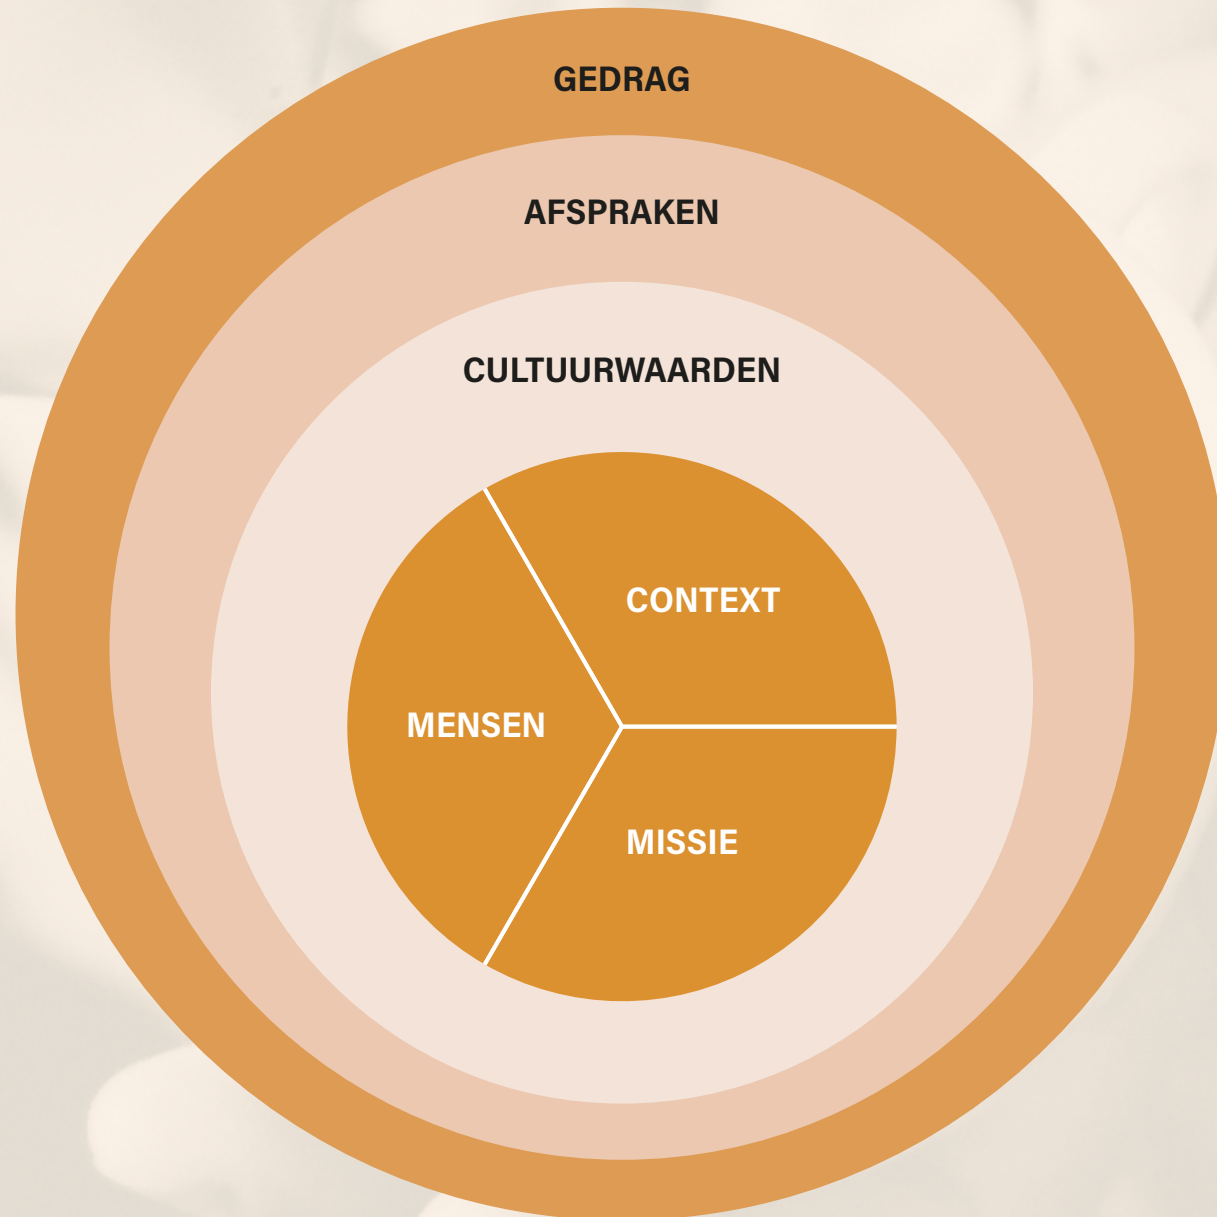 GEDRAG
AFSPRAKEN
CULTUURWAARDEN
CONTEXT
MENSEN
MISSIE